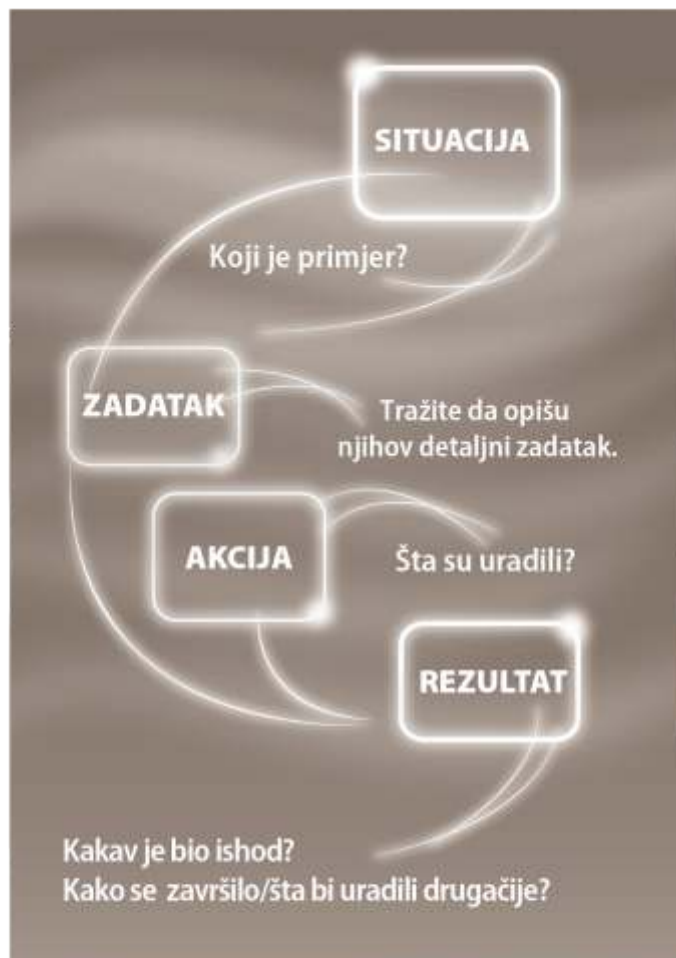 SITUACIJA
Koji je primjer?
ZADATAK
Tražite da opišu
njihov detaljni zadatak.
AKCIJA
Šta su uradili?
REZULTAT
Kakav je bio ishod?
Kako se završilo/šta bi uradili drugačije?